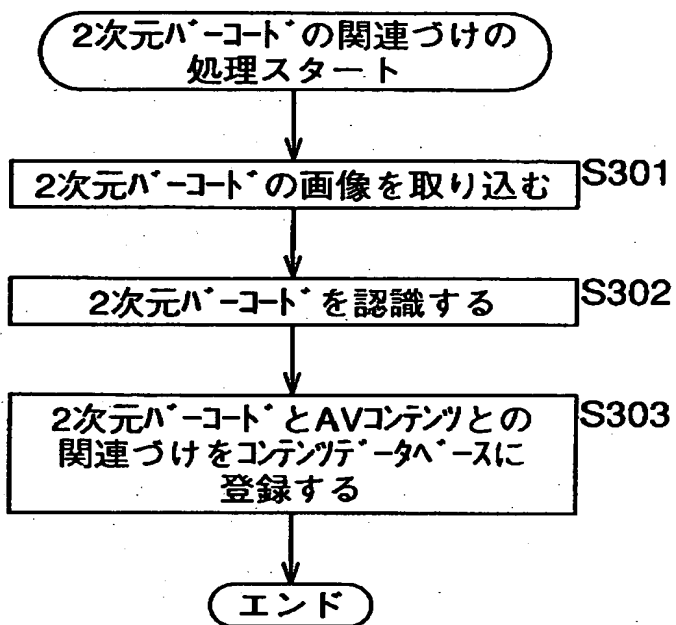 2次元バーコードの関連づけの
処理スタート
2次元バーコードの画像を取り込む
S301
2次元バーコードを認識する
S302
2次元バーコードとAVコンテンツとの
S303
関連づけをコンテンツデータベースに
登録する
エンド